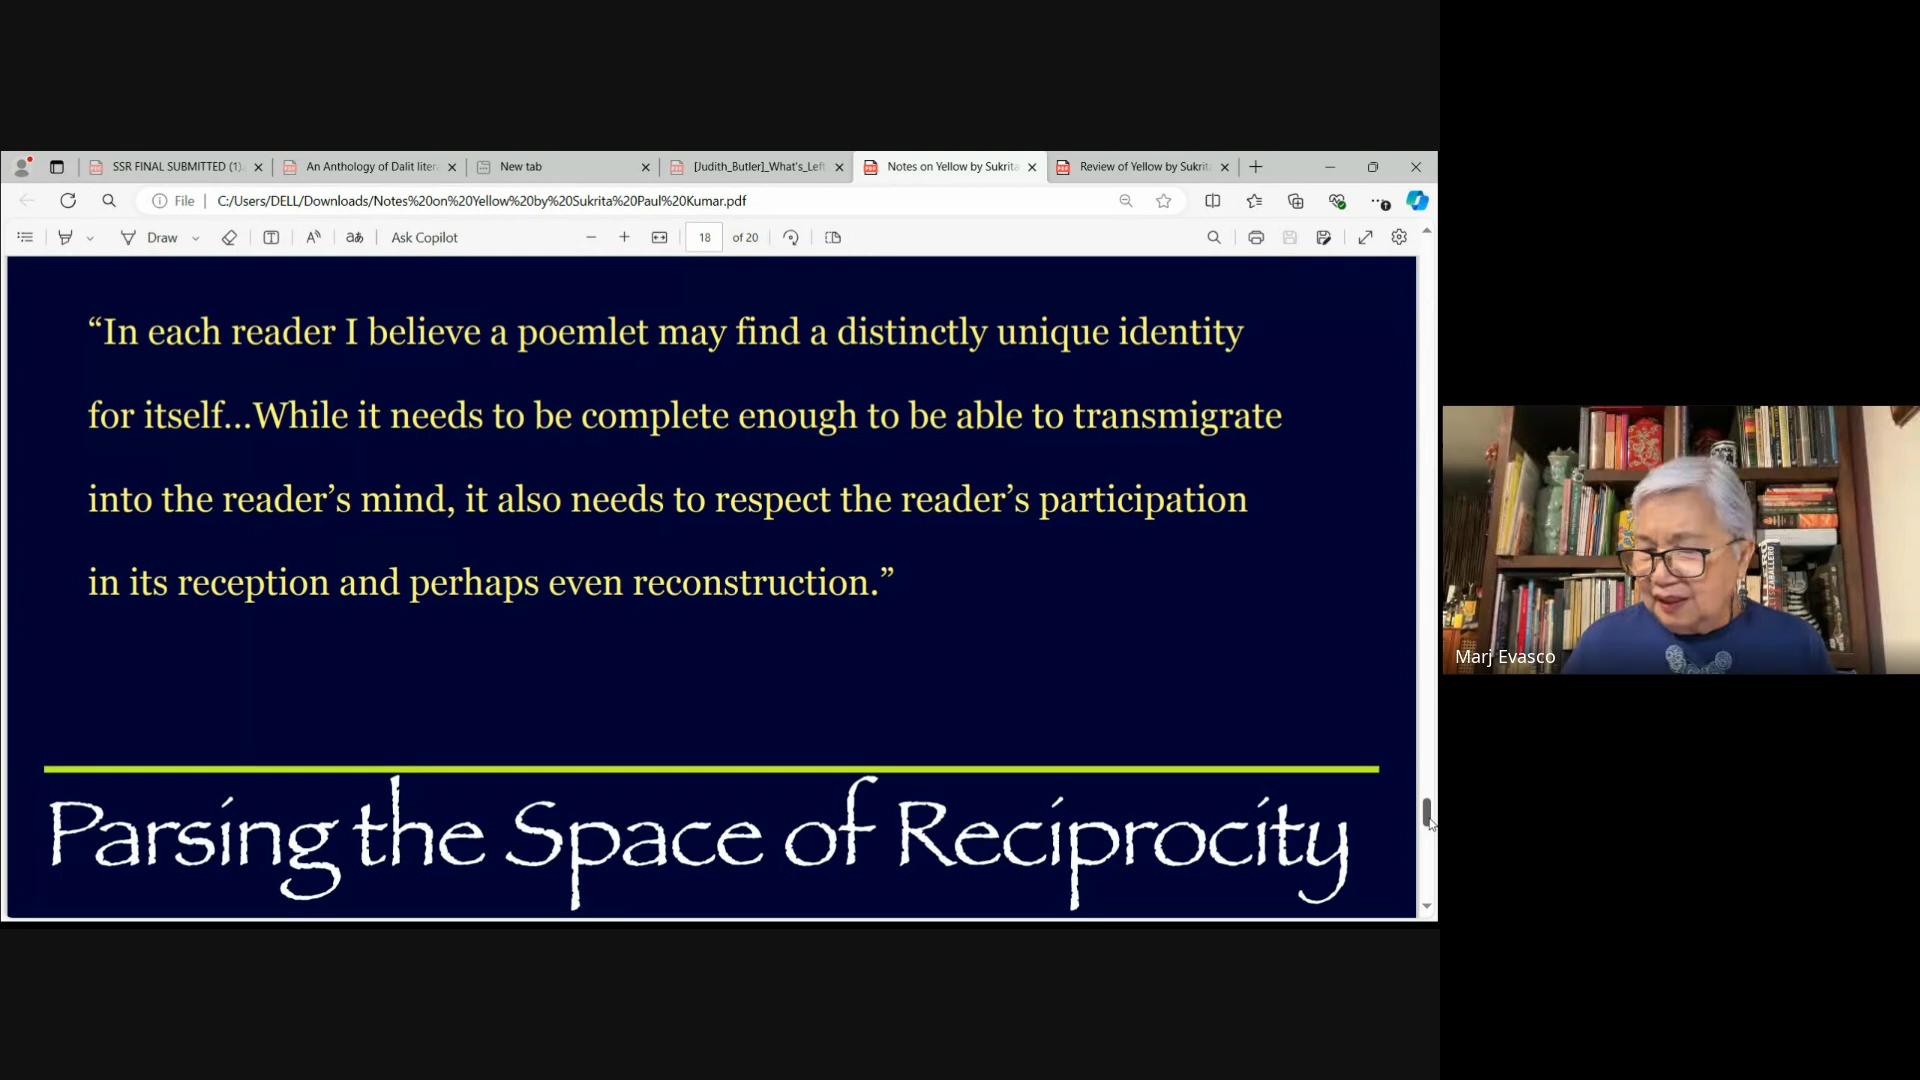 SSR FINAL SUBMITTED (1).
An Anthology of Dalit liter
New tab
[Judith_Butler]_What's_Left
Notes on Yellow by Sukrita
Review of Yellow by Sukrit
File
C:/Users/DELL/Downloads/Notes%20on%20Yellow%20by%20Sukrita%20Paul%20Kumar.pdf
Draw
Ask Copilot
18 of 20
“In each reader I believe a poemlet may find a distinctly unique identity
for itself...While it needs to be complete enough to be able to transmigrate
into the reader’s mind, it also needs to respect the reader’s participation
in its reception and perhaps even reconstruction.”
Parsing the Space of Reciprocity
Marj Evasco